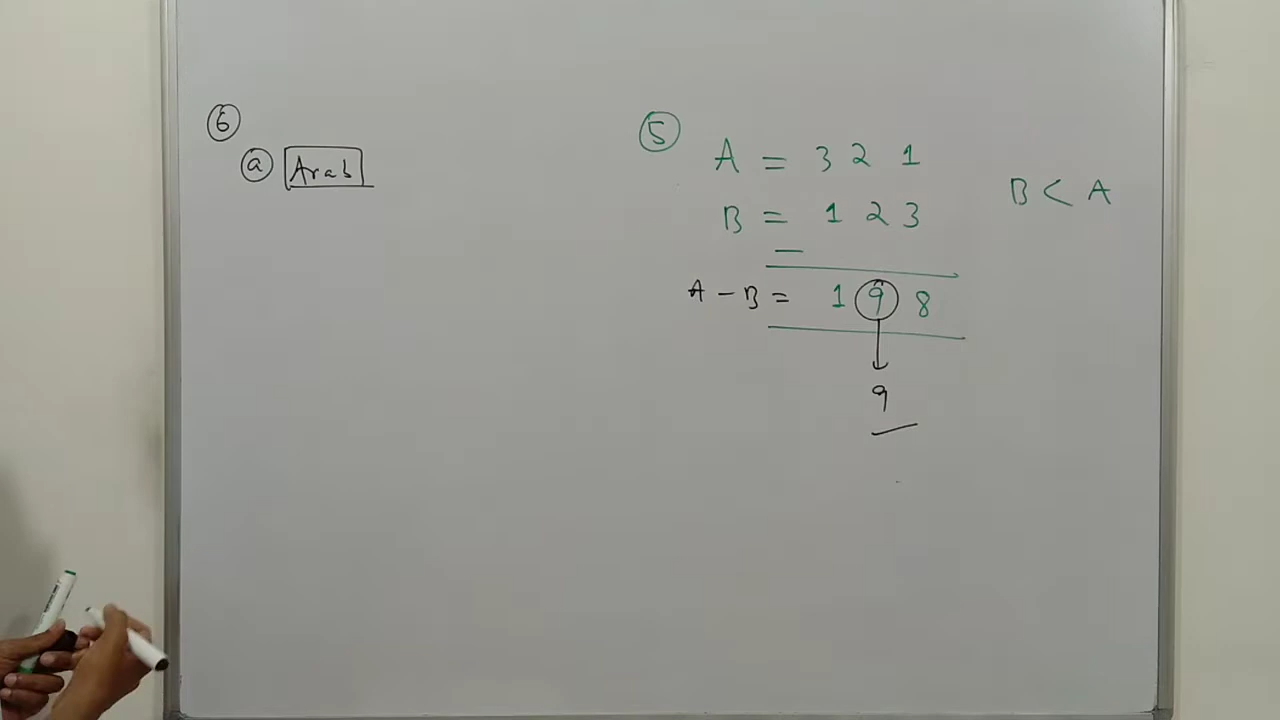 6
a Arab
5
A = 3 2 1
B = 1 2 3
B < A
—
A - B = 1 9 8
9